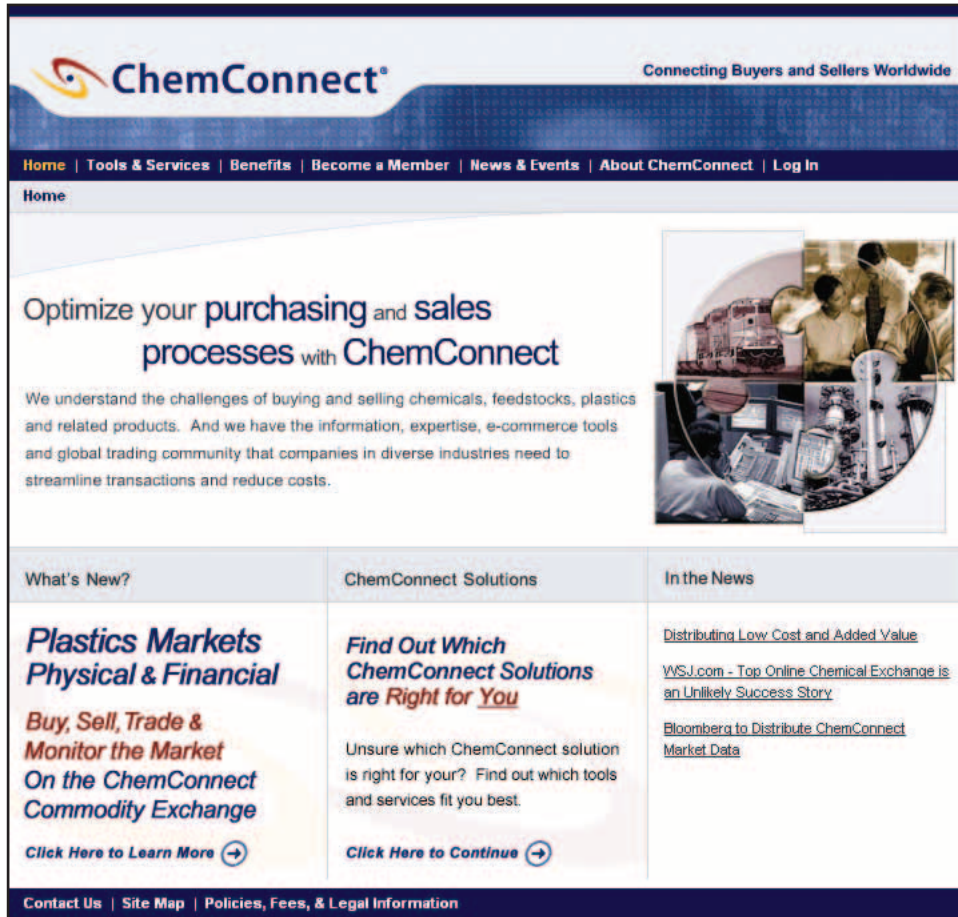 ChemConnect®
Connecting Buyers and Sellers Worldwide
Home | Tools & Services | Benefits | Become a Member | News & Events | About ChemConnect | Log In
Home
Optimize your purchasing and sales
processes with ChemConnect
We understand the challenges of buying and selling chemicals, feedstocks, plastics
and related products. And we have the information, expertise, e-commerce tools
and global trading community that companies in diverse industries need to
streamline transactions and reduce costs.
What's New?
Plastics Markets
Physical & Financial
Buy, Sell, Trade &
Monitor the Market
On the ChemConnect
Commodity Exchange
Click Here to Learn More
ChemConnect Solutions
Find Out Which
ChemConnect Solutions
are Right for You
Unsure which ChemConnect solution
is right for your? Find out which tools
and services fit you best.
Click Here to Continue
In the News
Distributing Low Cost and Added Value
WSJ.com - Top Online Chemical Exchange is
an Unlikely Success Story
Bloomberg to Distribute ChemConnect
Market Data
Contact Us | Site Map | Policies, Fees, & Legal Information